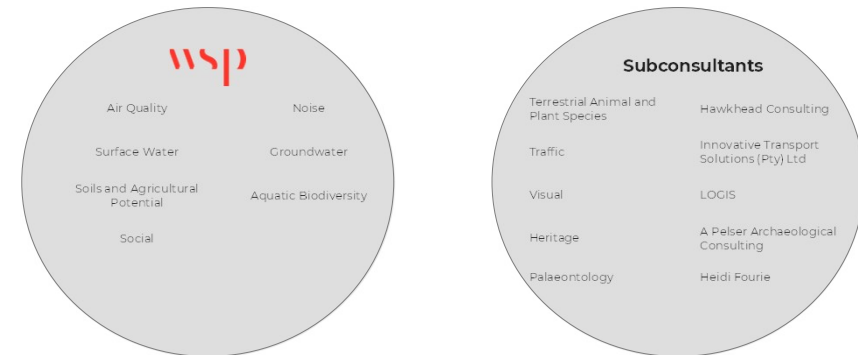 wsp
Air Quality Noise
Surface Water Groundwater
Soils and Agricultural
Potential
Aquatic Biodiversity
Social
Subconsultants
Terrestrial Animal and
Plant Species
Hawkhead Consulting
Traffic
Innovative Transport
Solutions (Pty) Ltd
Visual LOGIS
Heritage
A Pelser Archaeological
Consulting
Palaeontology Heidi Fourie